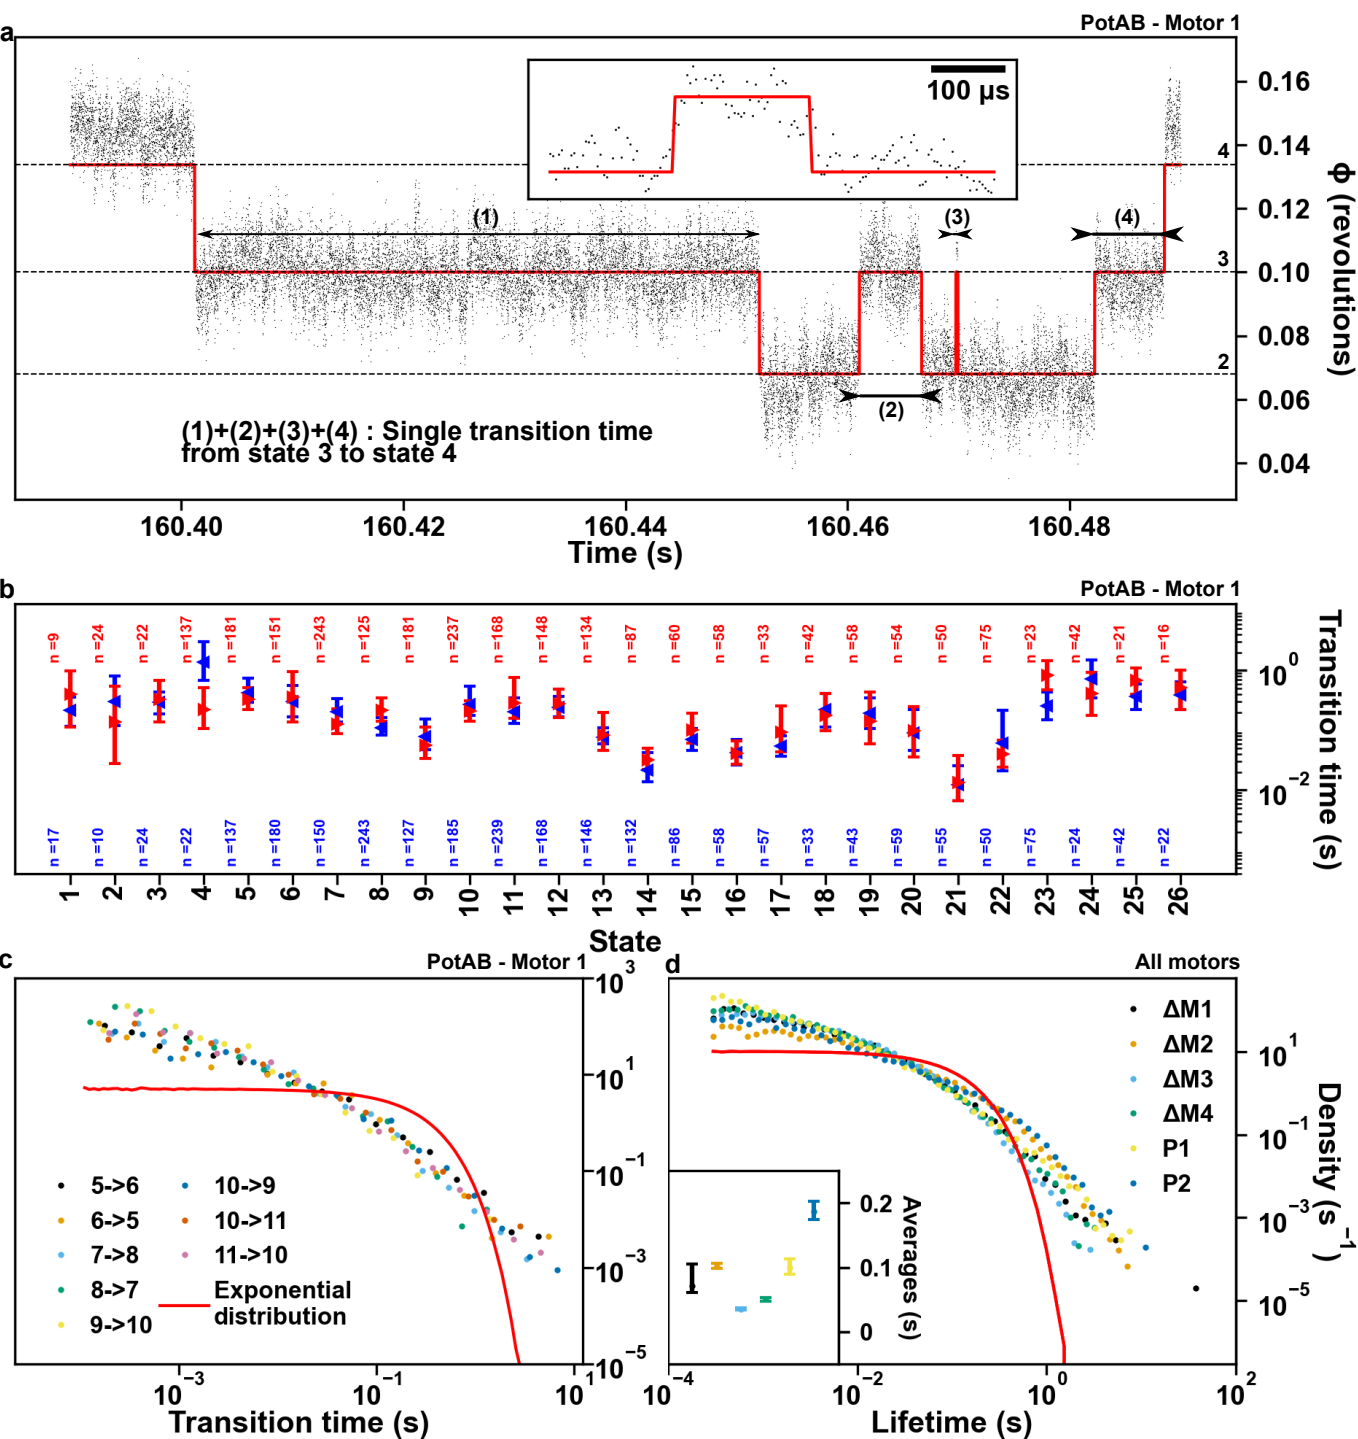 a
PotAB - Motor 1
100 μs
0.16
0.14
0.12
0.10
0.08
0.06
0.04
ϕ (revolutions)
4
3
2
(1)
(2)
(3)
(4)
(1)+(2)+(3)+(4) : Single transition time
from state 3 to state 4
160.40 160.42 160.44 160.46 160.48
Time (s)
b
PotAB - Motor 1
n =9 n =24 n =22 n =137 n =181 n =151 n =243 n =125 n =181 n =237 n =168 n =148 n =134 n =87 n =60 n =58 n =33 n =42 n =58 n =54 n =50 n =75 n =23 n =42 n =21 n =16
10⁰
10⁻²
Transition time (s)
n =17 n =10 n =24 n =22 n =137 n =180 n =150 n =243 n =127 n =185 n =239 n =168 n =146 n =132 n =86 n =58 n =57 n =33 n =43 n =59 n =55 n =50 n =75 n =24 n =42 n =22
1 2 3 4 5 6 7 8 9 10 11 12 13 14 15 16 17 18 19 20 21 22 23 24 25 26
State
c
PotAB - Motor 1
10³
10¹
10⁻¹
10⁻³
10⁻⁵
5->6
6->5
7->8
8->7
9->10
10->9
10->11
11->10
Exponential
distribution
10⁻³ 10⁻¹ 10¹
Transition time (s)
d
All motors
ΔM1
ΔM2
ΔM3
ΔM4
P1
P2
10¹
10⁻¹
10⁻³
10⁻⁵
Density (s⁻¹)
0.2
0.1
0
Averages (s)
10⁻⁴ 10⁻² 10⁰ 10²
Lifetime (s)